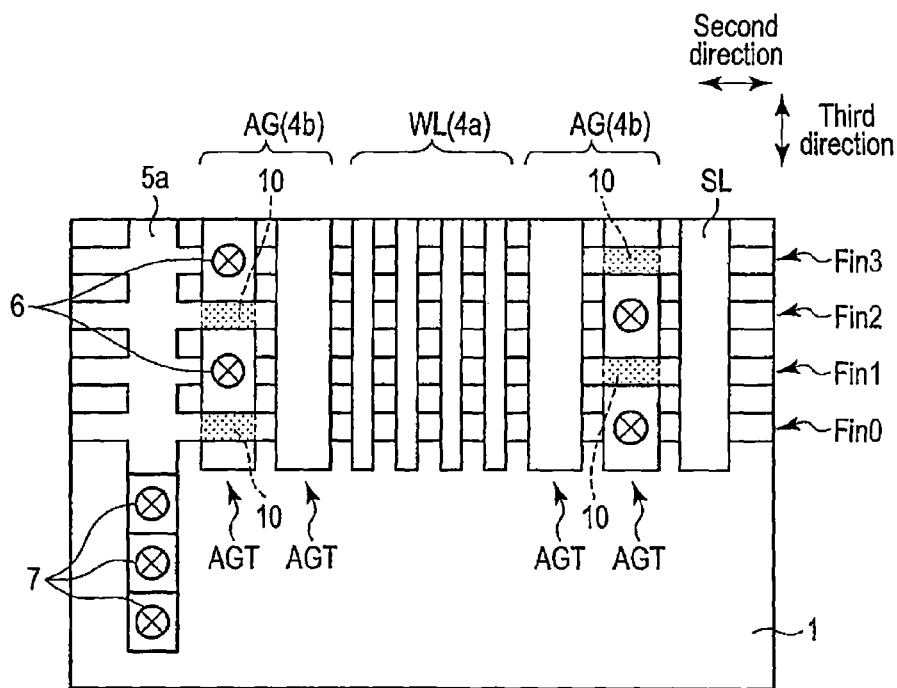 Second
direction
Third
direction
AG(4b)
WL(4a)
AG(4b)
5a
10
10
SL
Fin3
6
Fin2
Fin1
Fin0
10
10
AGT
AGT
AGT
AGT
7
1